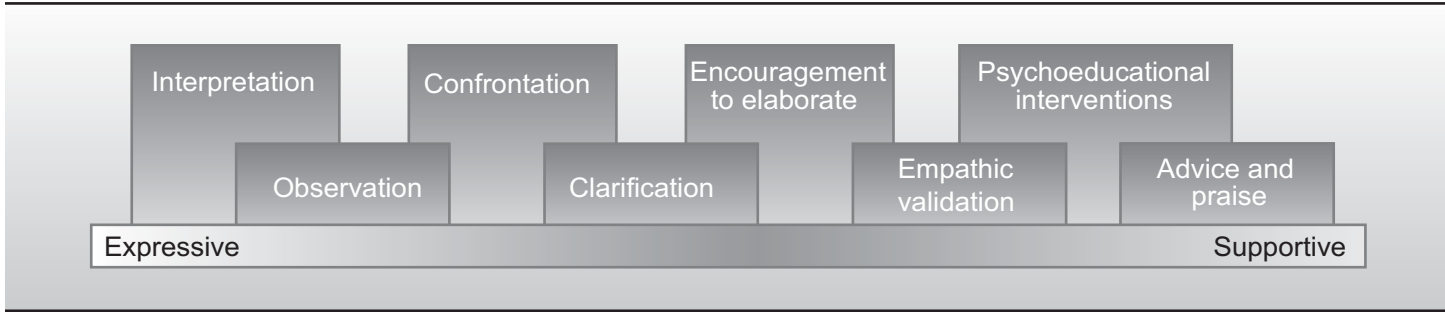 Interpretation
Confrontation
Encouragement
to elaborate
Psychoeducational
interventions
Observation
Clarification
Empathic
validation
Advice and
praise
Expressive
Supportive